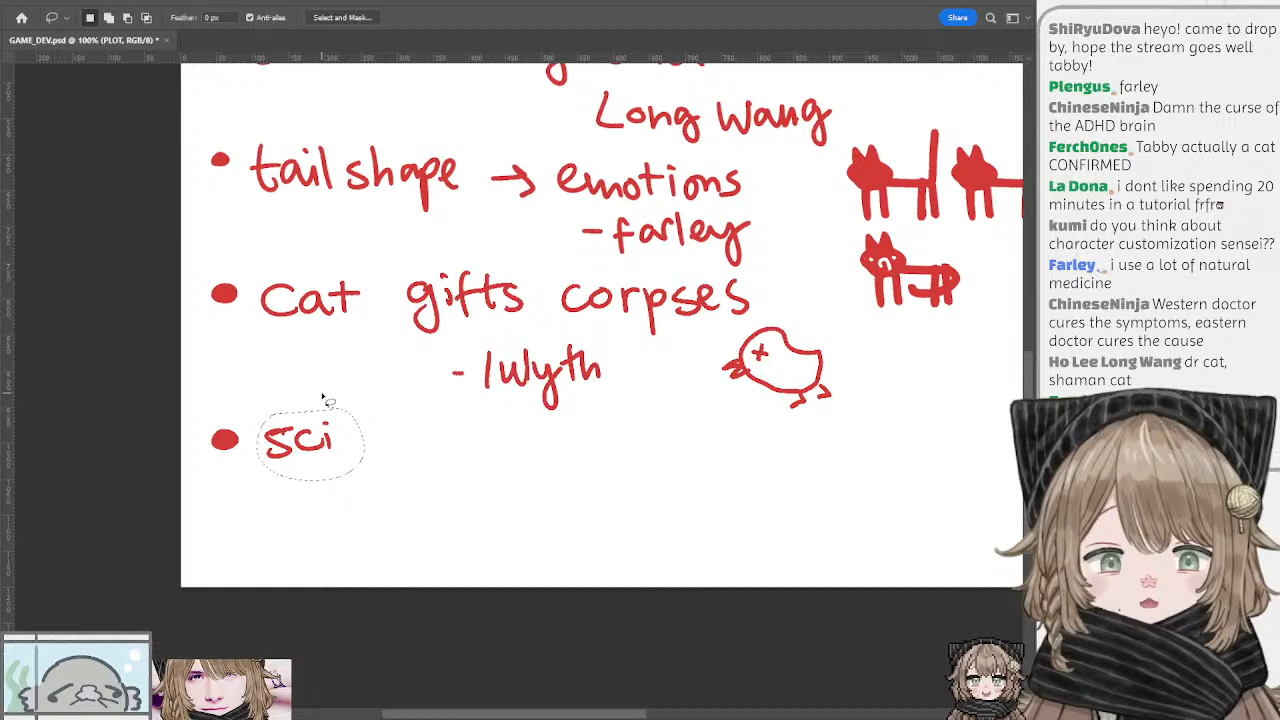 Feather: 0 px Anti-alias Select and Mask... Share
GAME_DEV.psd @ 100% (PLOT, RGB/8) * ×
Long Wang
• tail shape → emotions
- farley
• cat gifts corpses
- lwyth
• sci
ShiRyuDova heyo! came to drop
by, hope the stream goes well
tabby!
Plengus farley
ChineseNinja Damn the curse of
the ADHD brain
FerchOnes Tabby actually a cat
CONFIRMED
La Dona i dont like spending 20
minutes in a tutorial frfr
kumi do you think about
character customization sensei??
Farley i use a lot of natural
medicine
ChineseNinja Western doctor
cures the symptoms, eastern
doctor cures the cause
Ho Lee Long Wang dr cat,
shaman cat